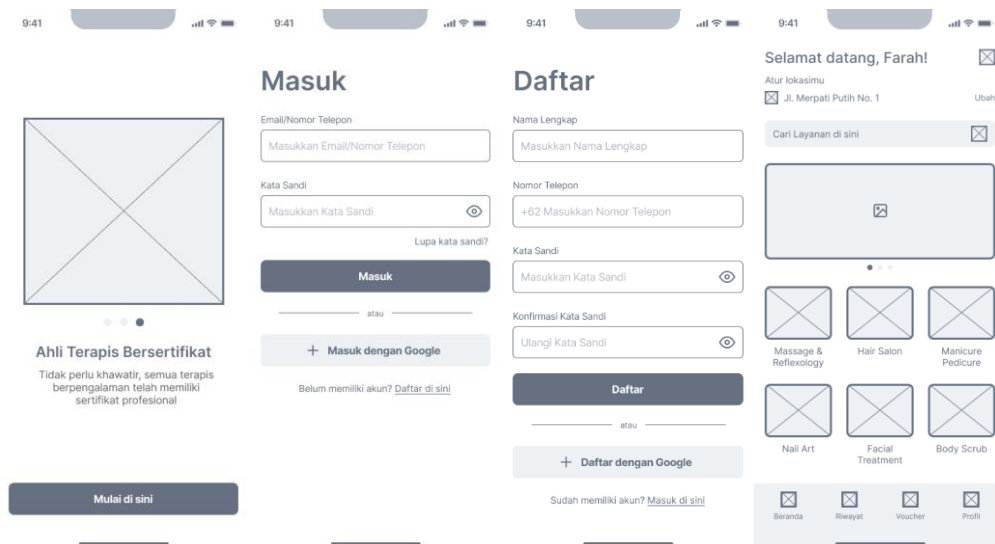 9:41
Ahli Terapis Bersertifikat
Tidak perlu khawatir, semua terapis
berpengalaman telah memiliki
sertifikat profesional
Mulai di sini
9:41
Masuk
Email/Nomor Telepon
Masukkan Email/Nomor Telepon
Kata Sandi
Masukkan Kata Sandi
Lupa kata sandi?
Masuk
atau
+ Masuk dengan Google
Belum memiliki akun? Daftar di sini
9:41
Daftar
Nama Lengkap
Masukkan Nama Lengkap
Nomor Telepon
+62 Masukkan Nomor Telepon
Kata Sandi
Masukkan Kata Sandi
Konfirmasi Kata Sandi
Ulangi Kata Sandi
Daftar
atau
+ Daftar dengan Google
Sudah memiliki akun? Masuk di sini
9:41
Selamat datang, Farah!
Atur lokasimu
Jl. Merpati Putih No. 1 Ubah
Cari Layanan di sini
Massage &
Reflexology
Hair Salon
Manicure
Pedicure
Nail Art
Facial
Treatment
Body Scrub
Beranda Riwayat Voucher Profil